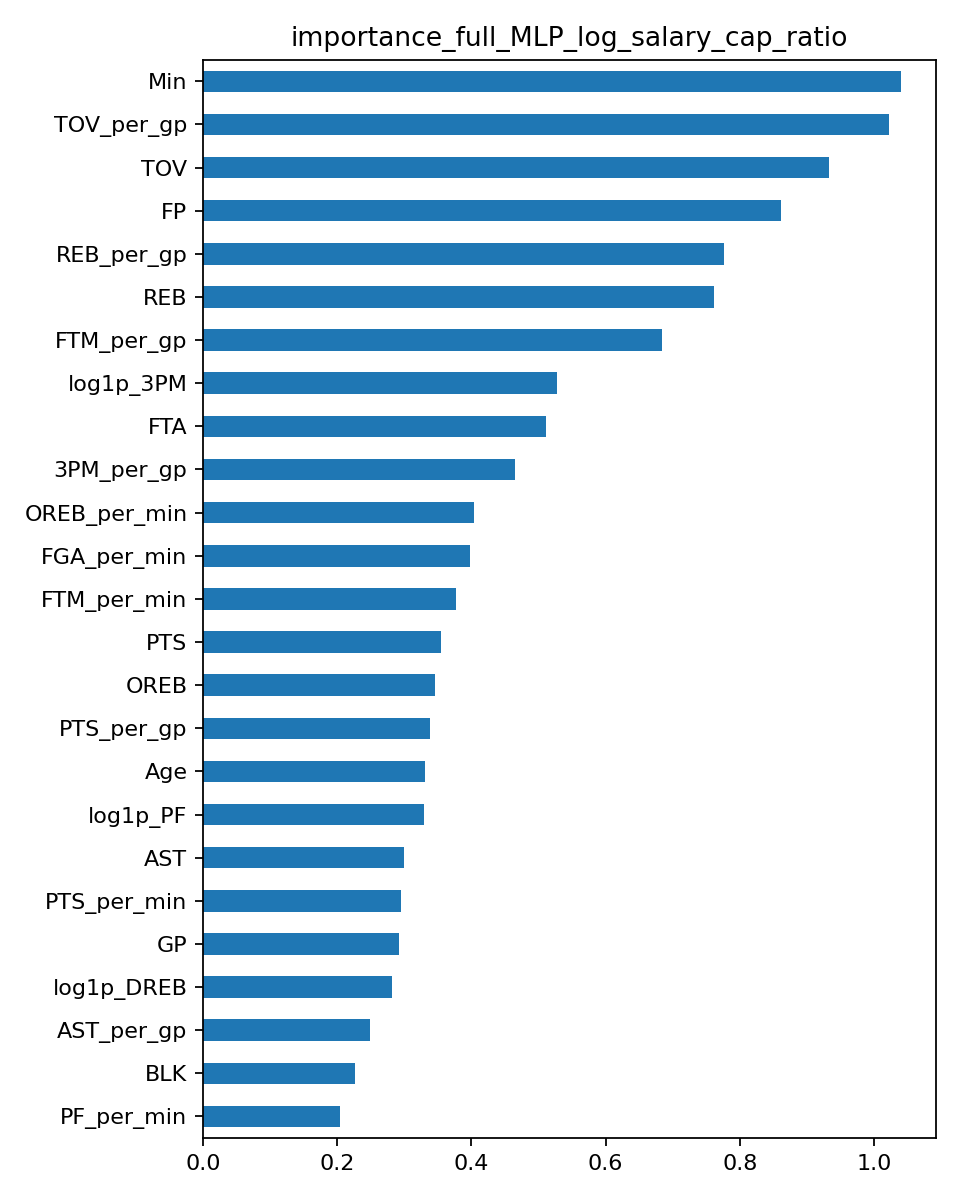 importance_full_MLP_log_salary_cap_ratio
Min
TOV_per_gp
TOV
FP
REB_per_gp
REB
FTM_per_gp
log1p_3PM
FTA
3PM_per_gp
OREB_per_min
FGA_per_min
FTM_per_min
PTS
OREB
PTS_per_gp
Age
log1p_PF
AST
PTS_per_min
GP
log1p_DREB
AST_per_gp
BLK
PF_per_min
0.0 0.2 0.4 0.6 0.8 1.0